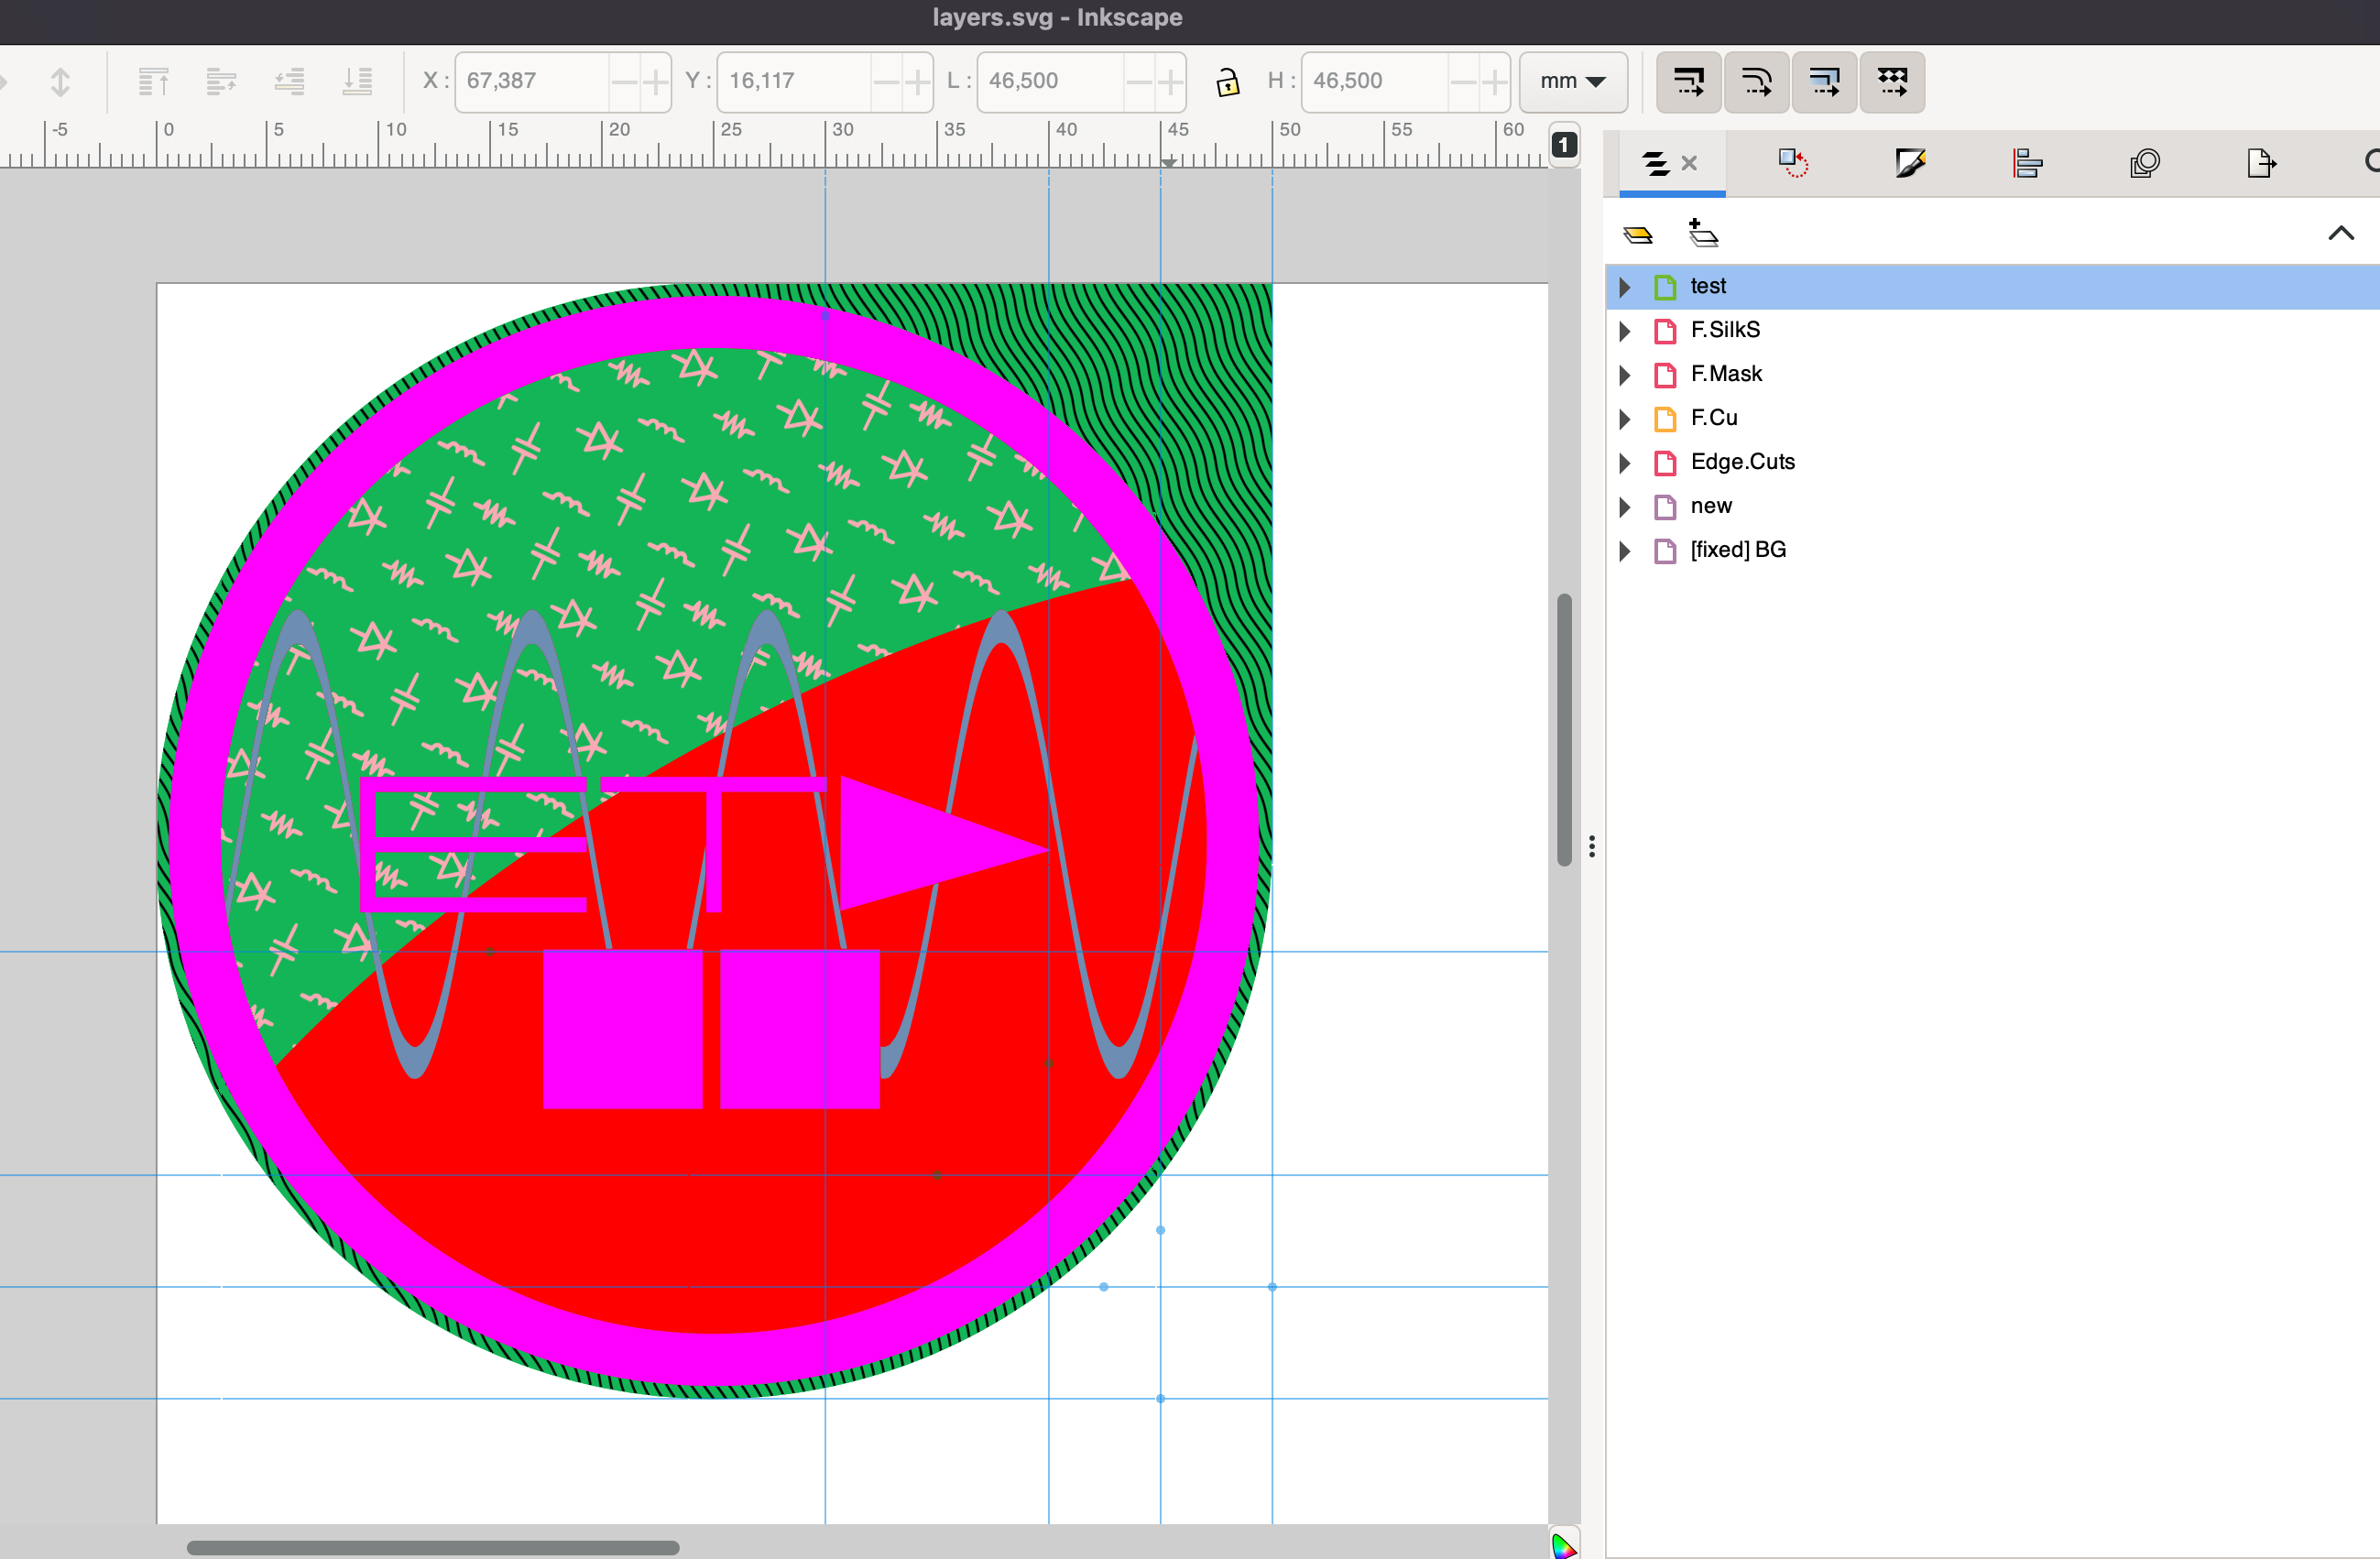 layers.svg - Inkscape
X : 67,387 Y : 16,117 L : 46,500 H : 46,500 mm
-5 0 5 10 15 20 25 30 35 40 45 50 55 60 1
test
F.SilkS
F.Mask
F.Cu
Edge.Cuts
new
[fixed] BG